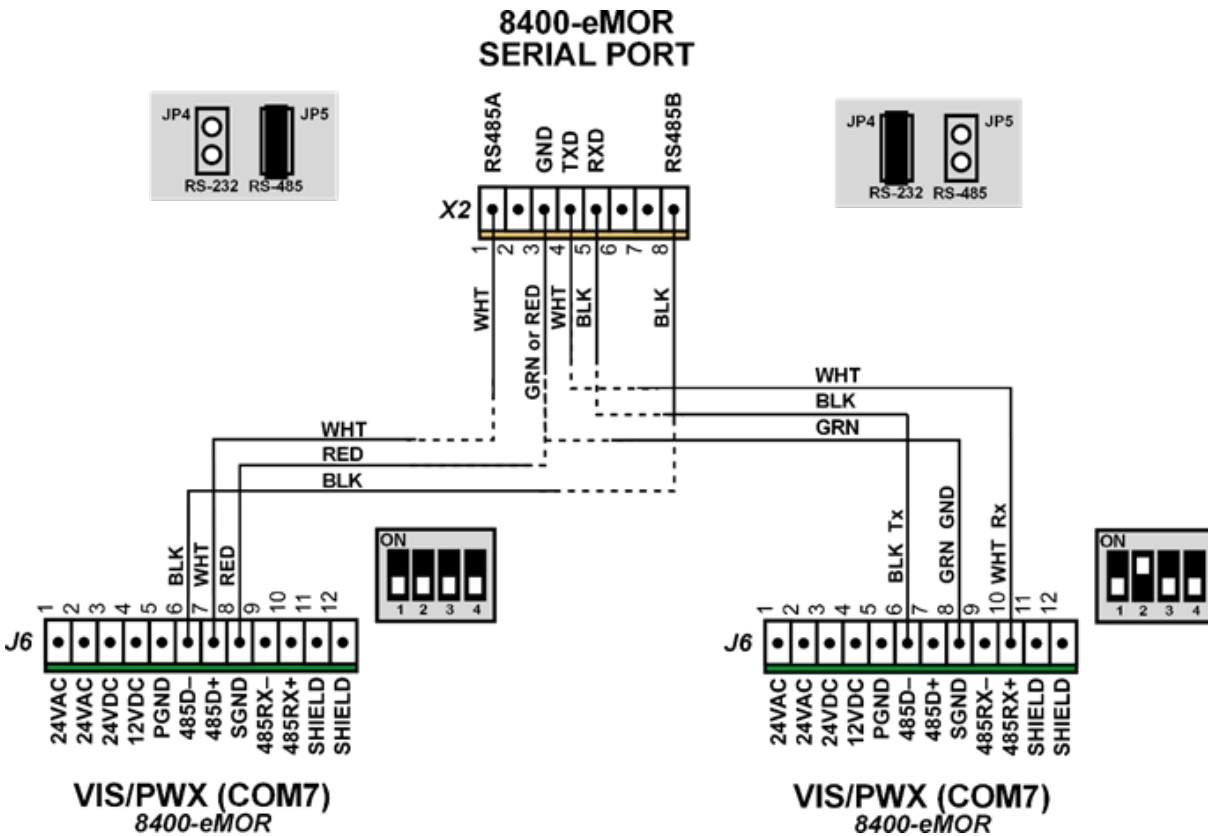 8400-eMOR
SERIAL PORT
JP4 JP5
RS-232 RS-485
JP4 JP5
RS-232 RS-485
RS485A GND TXD RXD RS485B
X2
1 2 3 4 5 6 7 8
WHT GRN or RED WHT BLK BLK
WHT
BLK
GRN
WHT
RED
BLK
BLK WHT RED
ON
1 2 3 4
BLK Tx GRN GND WHT Rx
ON
1 2 3 4
1 2 3 4 5 6 7 8 9 10 11 12
J6
24VAC 24VAC 24VDC 12VDC PGND 485D– 485D+ SGND 485RX– 485RX+ SHIELD SHIELD
VIS/PWX (COM7)
8400-eMOR
1 2 3 4 5 6 7 8 9 10 11 12
J6
24VAC 24VAC 24VDC 12VDC PGND 485D– 485D+ SGND 485RX– 485RX+ SHIELD SHIELD
VIS/PWX (COM7)
8400-eMOR